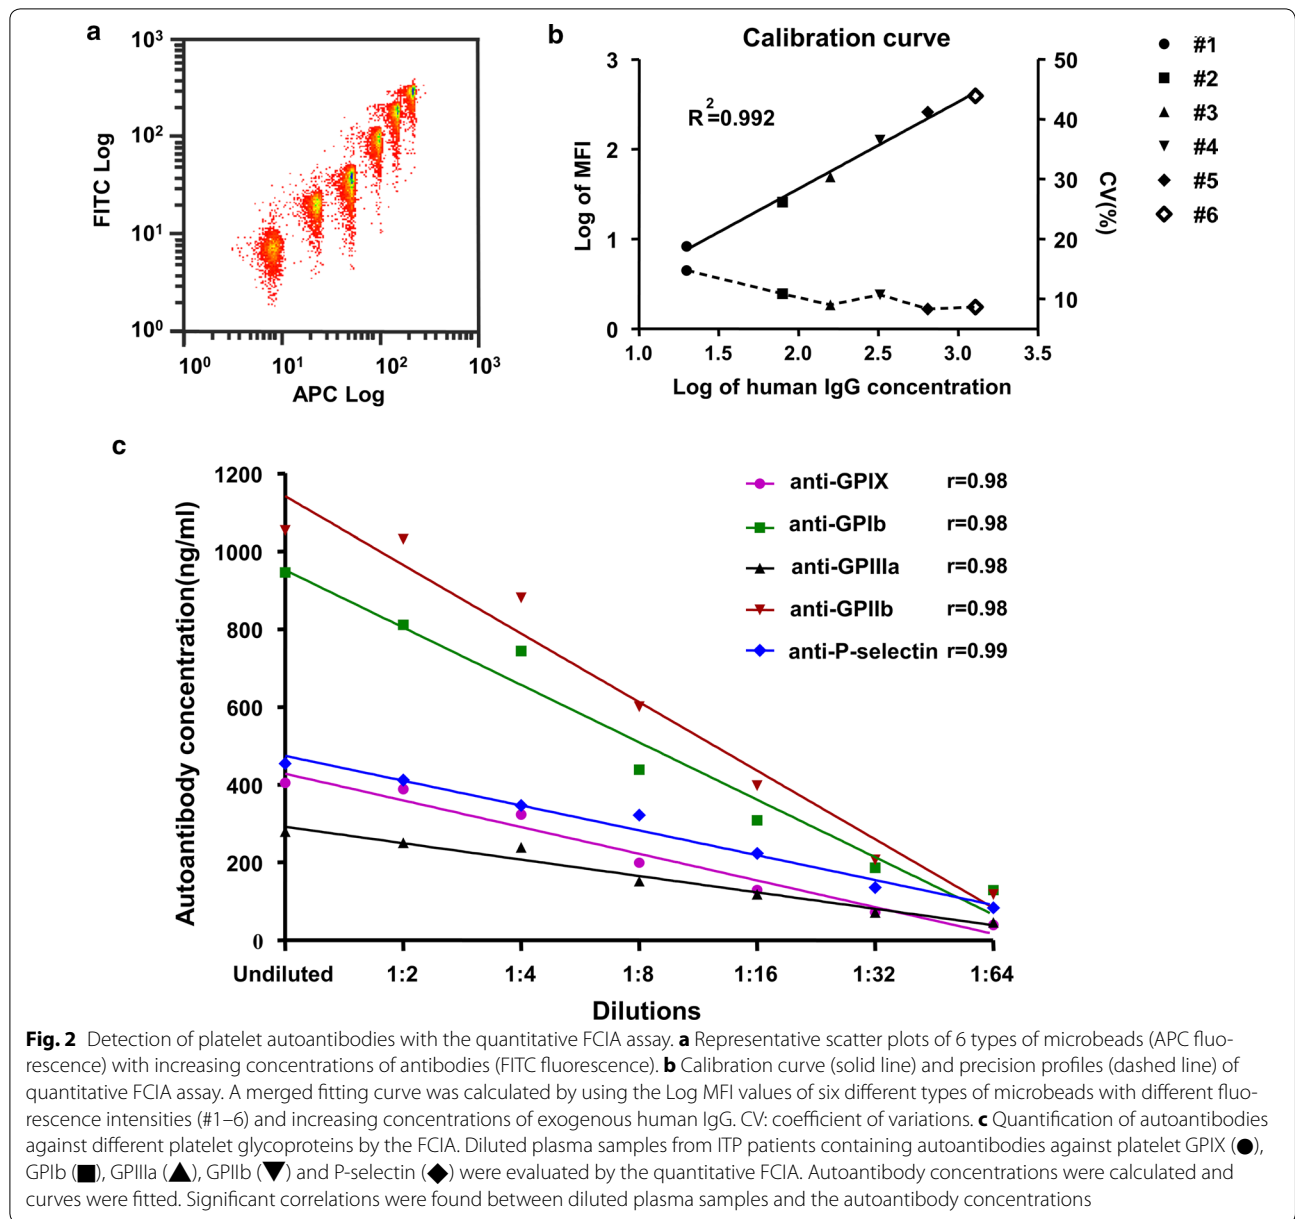 a
10³
10²
10¹
10⁰
FITC Log
10⁰ 10¹ 10² 10³
APC Log
b
Calibration curve
3
2
1
0
Log of MFI
R²=0.992
50
40
30
20
10
CV(%)
1.0 1.5 2.0 2.5 3.0 3.5
Log of human IgG concentration
#1
#2
#3
#4
#5
#6
c
1200
1000
800
600
400
200
0
Autoantibody concentration(ng/ml)
anti-GPIX r=0.98
anti-GPIb r=0.98
anti-GPIIIa r=0.98
anti-GPIIb r=0.98
anti-P-selectin r=0.99
Undiluted 1:2 1:4 1:8 1:16 1:32 1:64
Dilutions
Fig. 2 Detection of platelet autoantibodies with the quantitative FCIA assay. a Representative scatter plots of 6 types of microbeads (APC fluo-
rescence) with increasing concentrations of antibodies (FITC fluorescence). b Calibration curve (solid line) and precision profiles (dashed line) of
quantitative FCIA assay. A merged fitting curve was calculated by using the Log MFI values of six different types of microbeads with different fluo-
rescence intensities (#1–6) and increasing concentrations of exogenous human IgG. CV: coefficient of variations. c Quantification of autoantibodies
against different platelet glycoproteins by the FCIA. Diluted plasma samples from ITP patients containing autoantibodies against platelet GPIX (●),
GPIb (■), GPIIIa (▲), GPIIb (▼) and P-selectin (◆) were evaluated by the quantitative FCIA. Autoantibody concentrations were calculated and
curves were fitted. Significant correlations were found between diluted plasma samples and the autoantibody concentrations